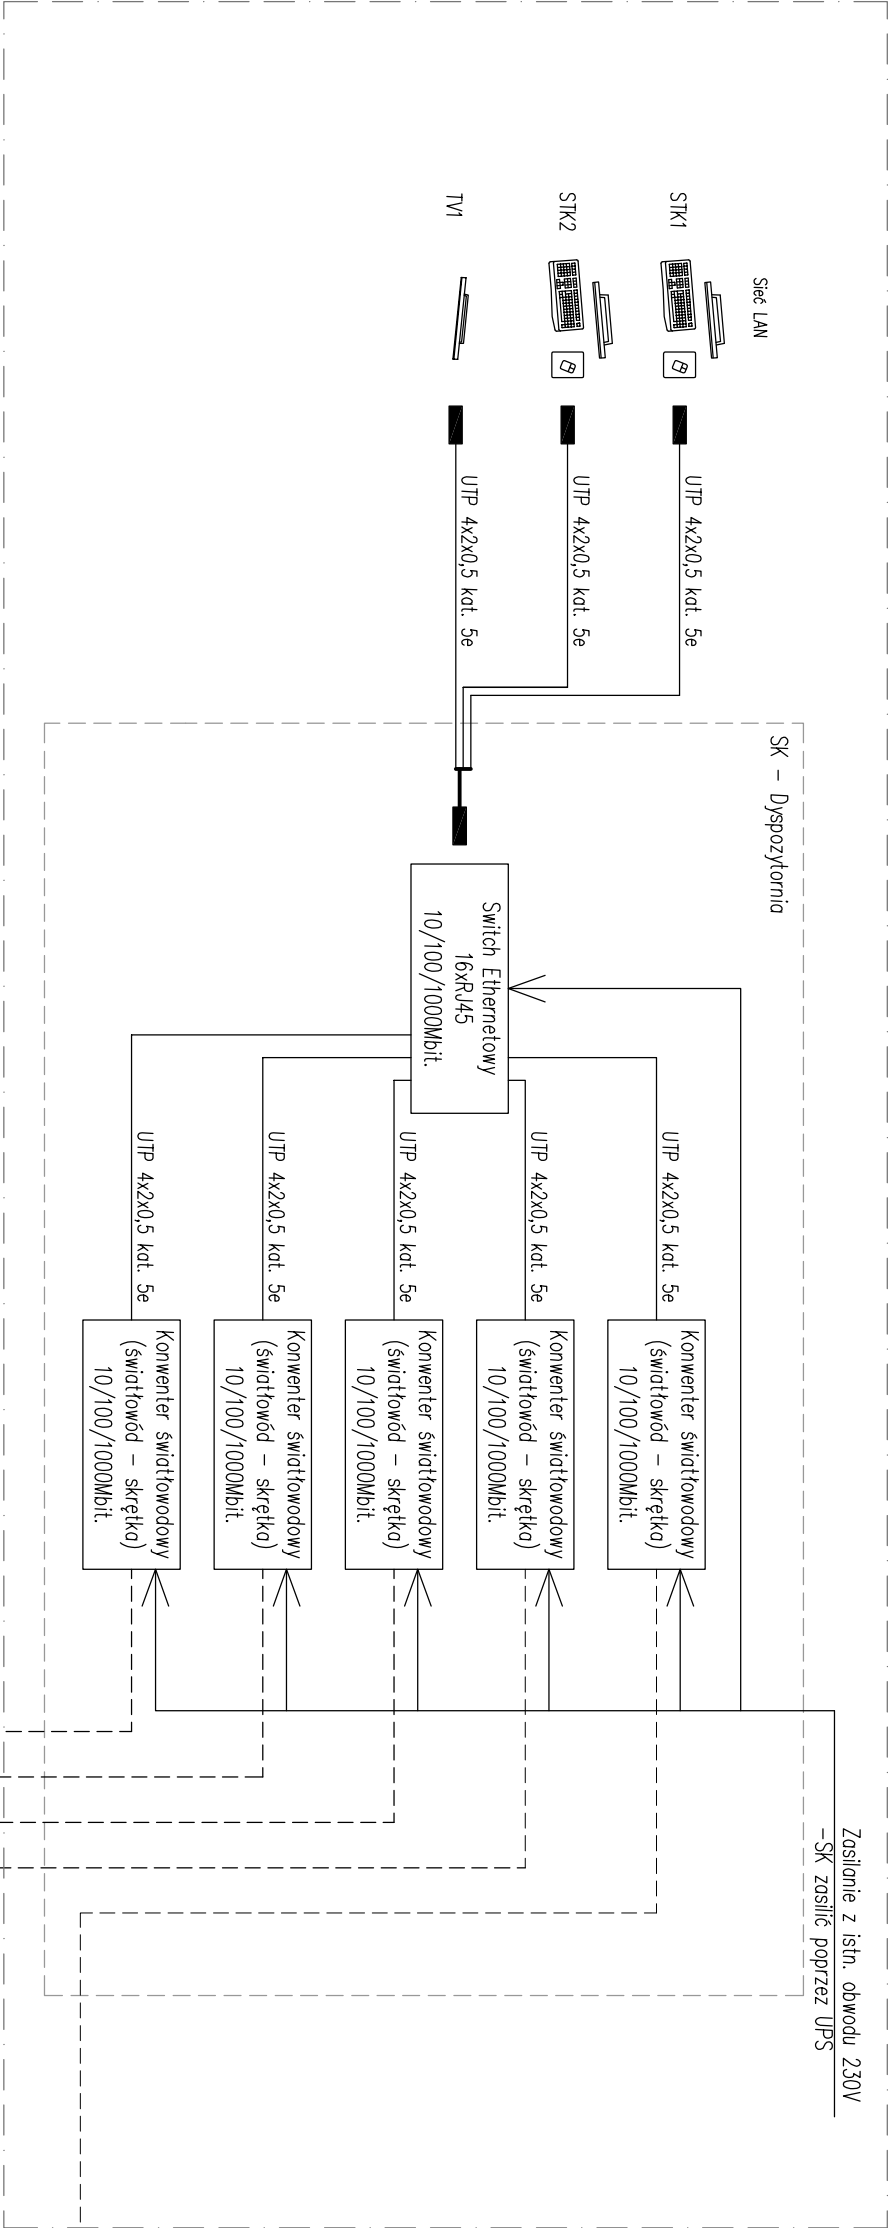 Zasilanie z istn. obwodu 230V
-SK zasilić poprzez UPS
Sieć LAN
STK1
UTP 4x2x0,5 kat. 5e
STK2
UTP 4x2x0,5 kat. 5e
TV1
UTP 4x2x0,5 kat. 5e
SK - Dyspozytornia
Switch Ethernetowy
16xRJ45
10/100/1000Mbit.
UTP 4x2x0,5 kat. 5e
Konwenter światłowodowy
(światłowód - skrętka)
10/100/1000Mbit.
UTP 4x2x0,5 kat. 5e
Konwenter światłowodowy
(światłowód - skrętka)
10/100/1000Mbit.
UTP 4x2x0,5 kat. 5e
Konwenter światłowodowy
(światłowód - skrętka)
10/100/1000Mbit.
UTP 4x2x0,5 kat. 5e
Konwenter światłowodowy
(światłowód - skrętka)
10/100/1000Mbit.
UTP 4x2x0,5 kat. 5e
Konwenter światłowodowy
(światłowód - skrętka)
10/100/1000Mbit.